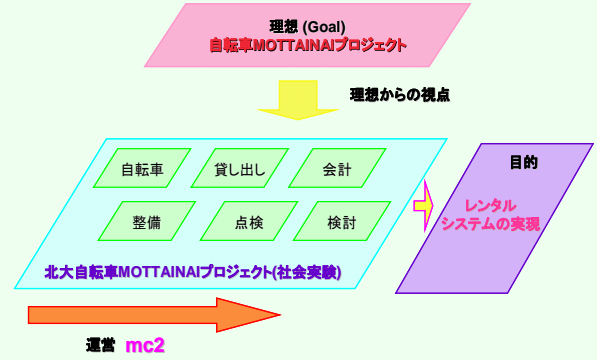 理想 (Goal)
自転車MOTTAINAIプロジェクト
理想からの視点
自転車
貸し出し
会計
整備
点検
検討
北大自転車MOTTAINAIプロジェクト(社会実験)
目的
レンタル
システムの実現
運営 mc2